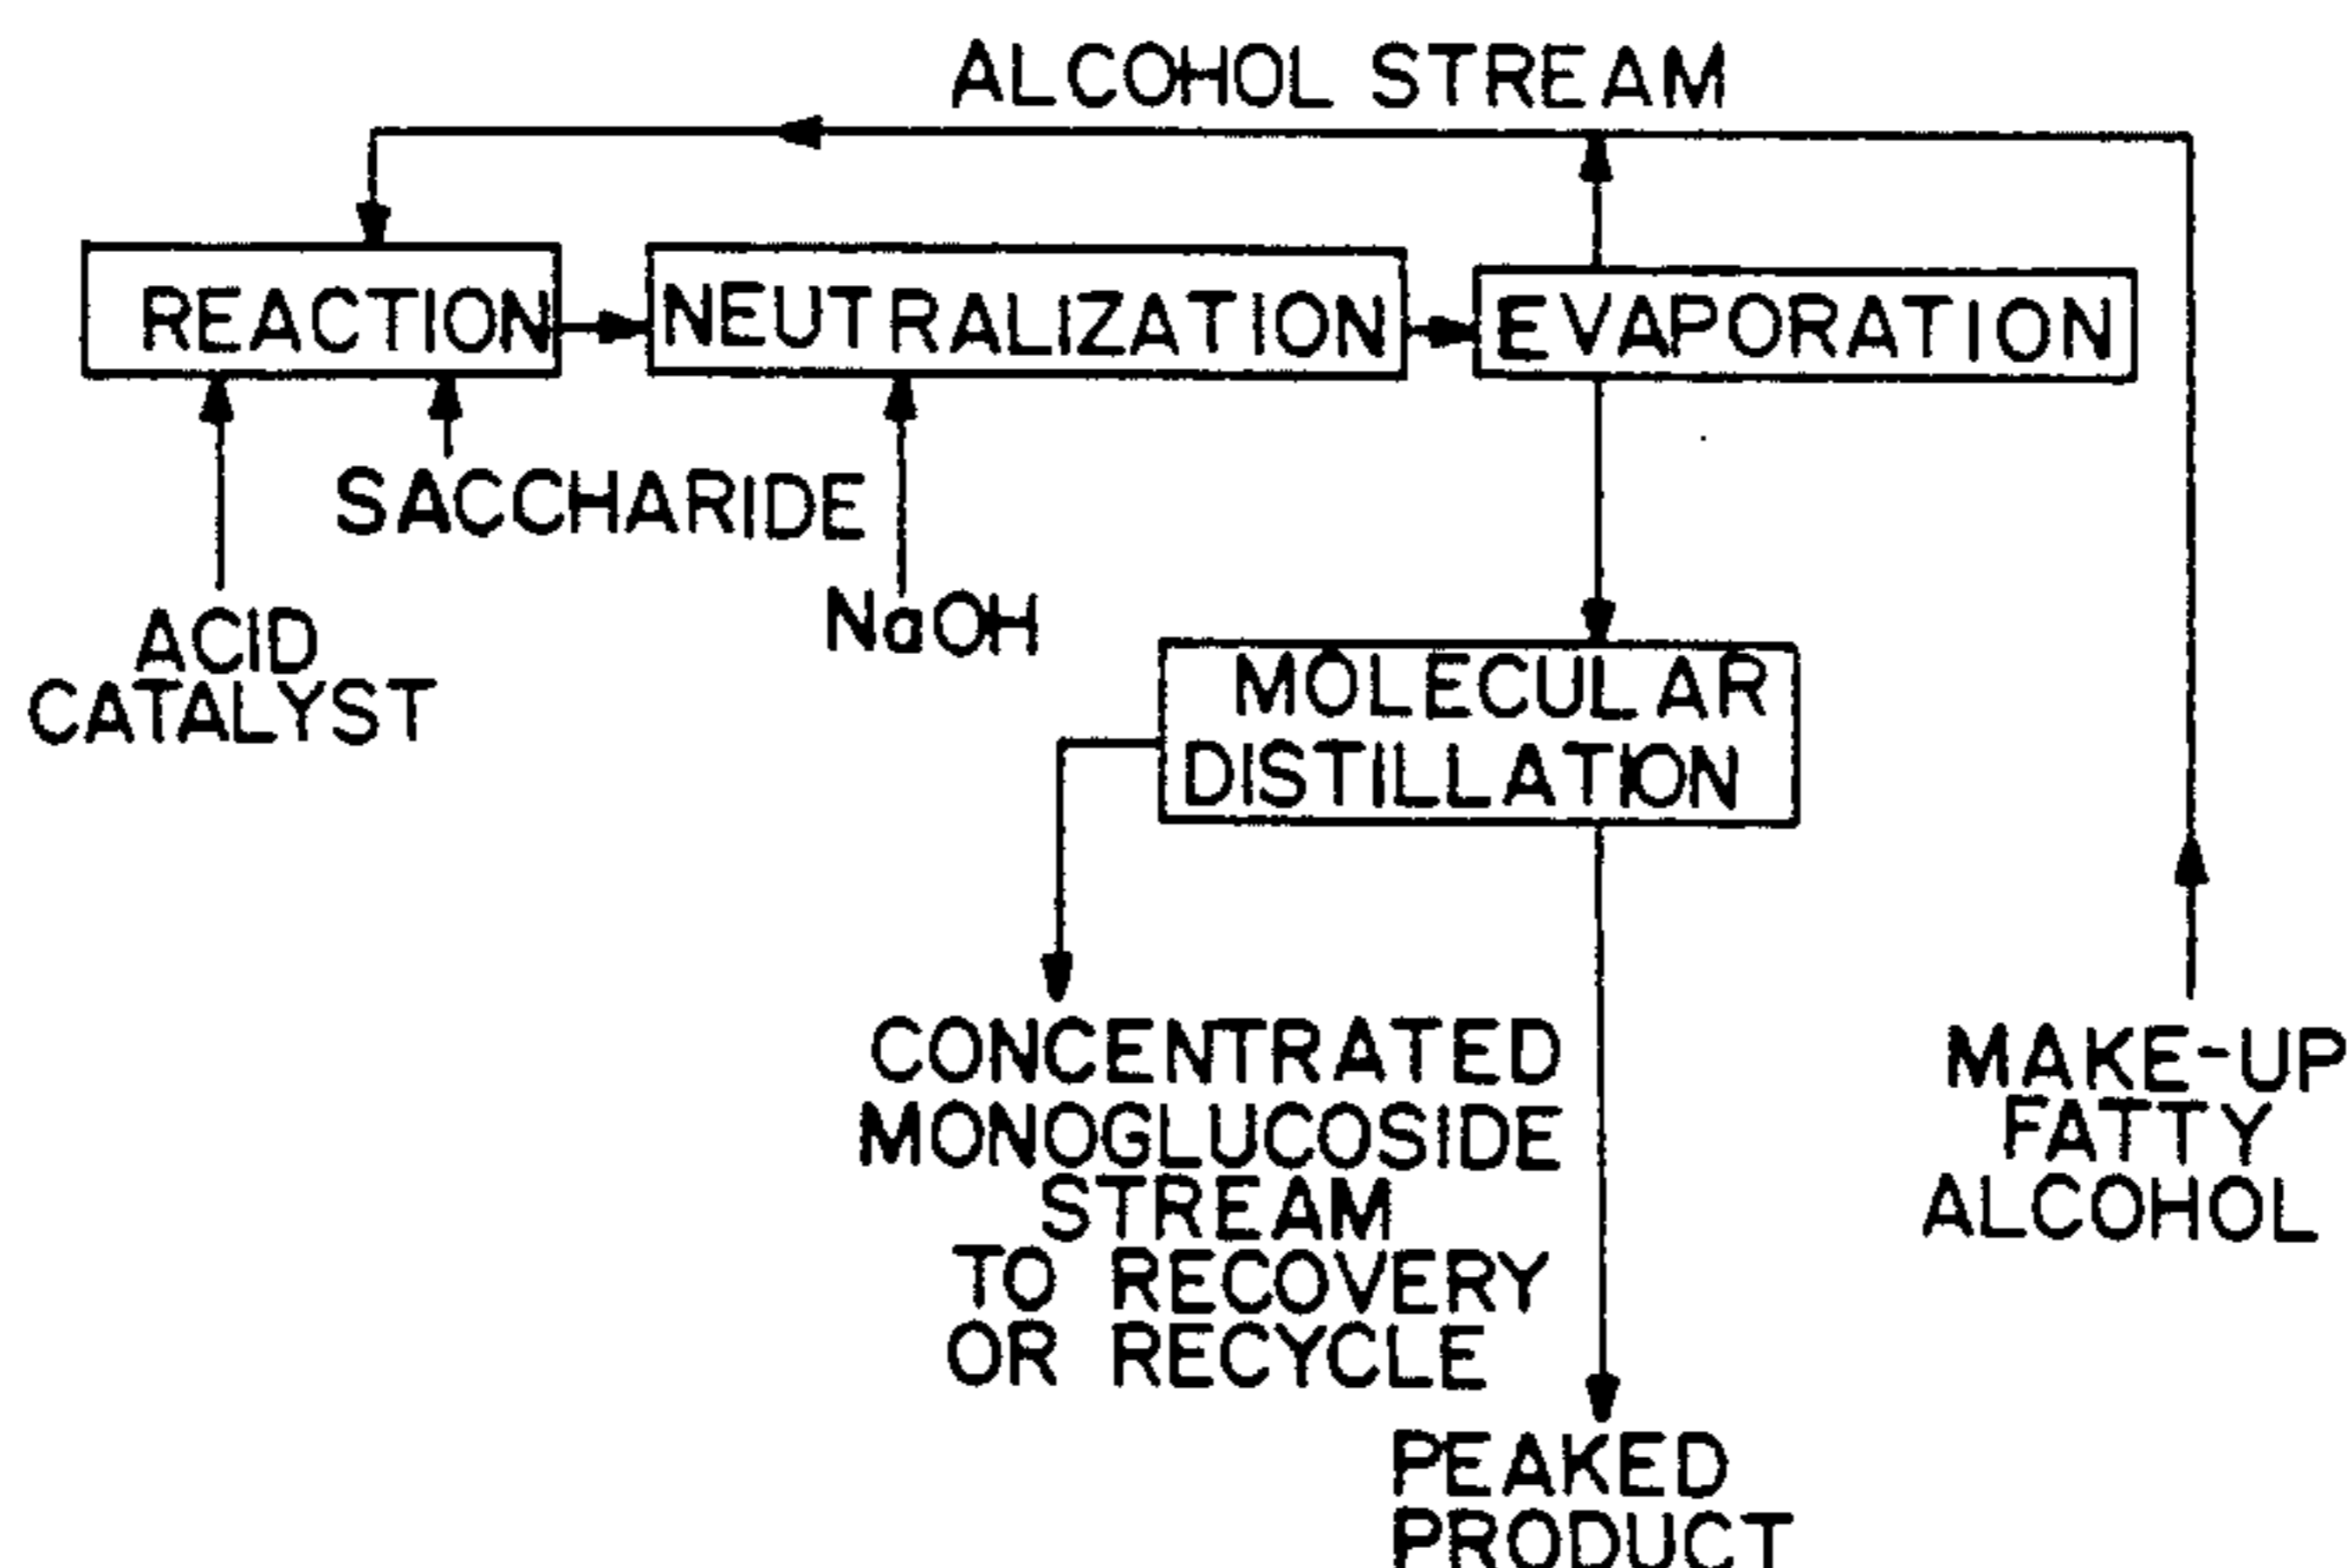 ALCOHOL STREAM
REACTION
NEUTRALIZATION
EVAPORATION
SACCHARIDE
ACID
CATALYST
NaOH
MOLECULAR
DISTILLATION
CONCENTRATED
MONOGLUCOSIDE
STREAM
TO RECOVERY
OR RECYCLE
MAKE-UP
FATTY
ALCOHOL
PEAKED
PRODUCT